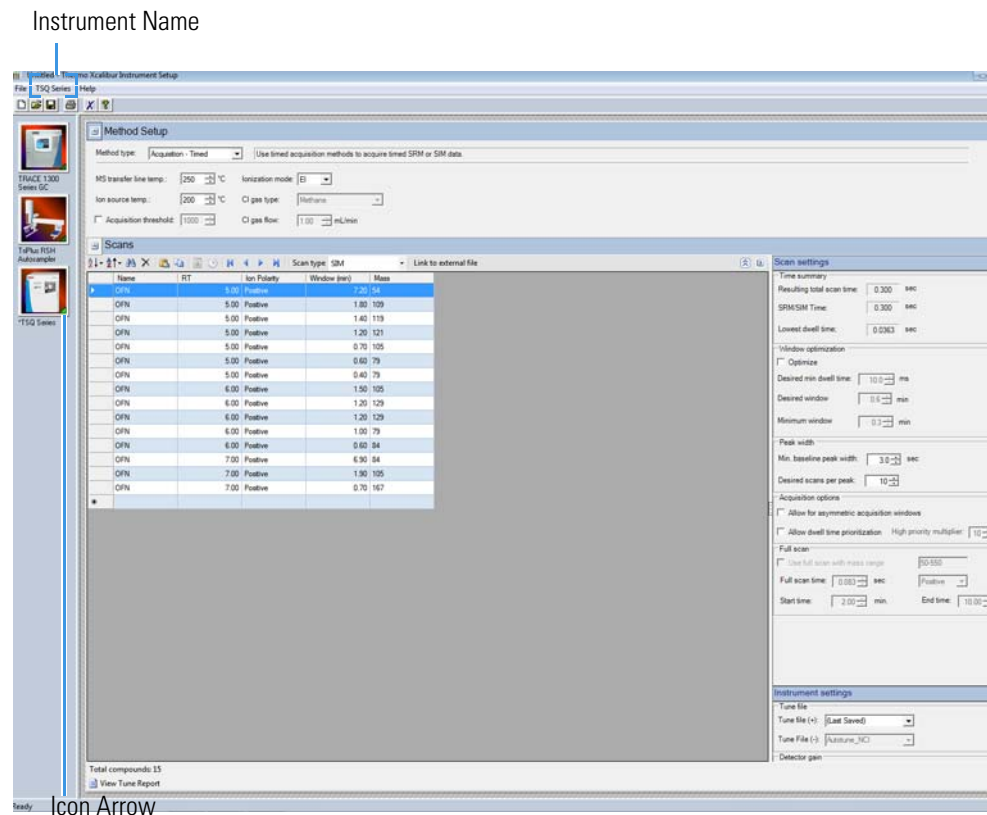 Instrument Name
Untitled - Thermo Xcalibur Instrument Setup
File TSQ Series Help
Method Setup
Method type: Acquisition - Timed Use timed acquisition methods to acquire timed SRM or SIM data.
MS transfer line temp.: 250 °C Ionization mode: EI
Ion source temp.: 200 °C CI gas type: Methane
Acquisition threshold: 1000 CI gas flow: 1.00 mL/min
TRACE 1300
Series GC
TriPlus RSH
Autosampler
*TSQ Series
Scans
Scan type SIM Link to external file
Name RT Ion Polarity Window (min) Mass
OFN 5.00 Positive 7.20 54
OFN 5.00 Positive 1.80 109
OFN 5.00 Positive 1.40 119
OFN 5.00 Positive 1.20 121
OFN 5.00 Positive 0.70 105
OFN 5.00 Positive 0.60 79
OFN 5.00 Positive 0.40 79
OFN 6.00 Positive 1.50 105
OFN 6.00 Positive 1.20 129
OFN 6.00 Positive 1.20 129
OFN 6.00 Positive 1.00 79
OFN 6.00 Positive 0.60 84
OFN 7.00 Positive 6.90 84
OFN 7.00 Positive 1.90 105
OFN 7.00 Positive 0.70 167
Scan settings
Time summary
Resulting total scan time: 0.300 sec
SRM/SIM Time: 0.300 sec
Lowest dwell time: 0.0363 sec
Window optimization
Optimize
Desired min dwell time: 10.0 ms
Desired window 0.6 min
Minimum window 0.3 min
Peak width
Min. baseline peak width: 3.0 sec
Desired scans per peak: 10
Acquisition options
Allow for asymmetric acquisition windows
Allow dwell time prioritization High priority multiplier: 10
Full scan
Use full scan with mass range 50-550
Full scan time: 0.083 sec Positive
Start time: 2.00 min. End time: 10.00
Instrument settings
Tune file
Tune file (+): (Last Saved)
Tune File (-): Autotune_NCI
Detector gain
Total compounds: 15
View Tune Report
Ready
Icon Arrow